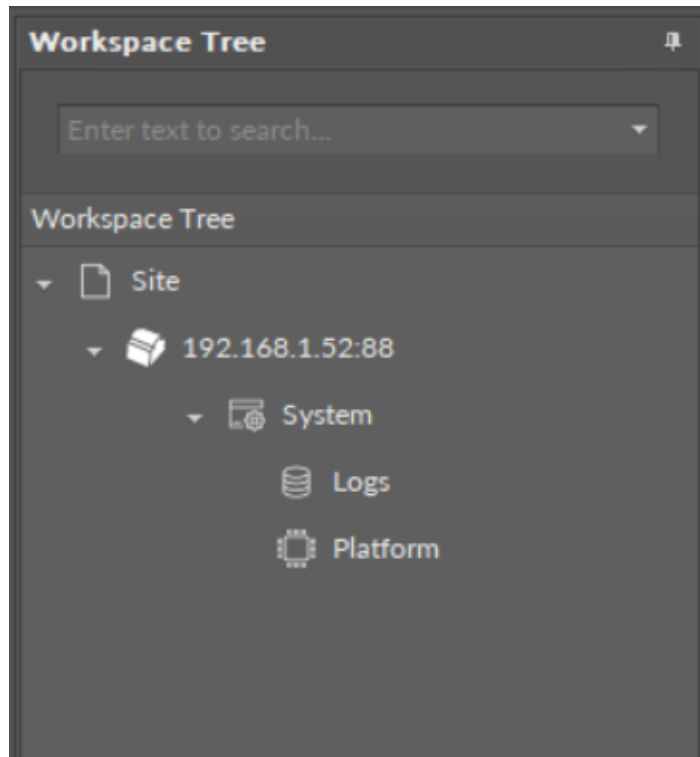 Workspace Tree
Enter text to search...
Workspace Tree
Site
192.168.1.52:88
System
Logs
Platform